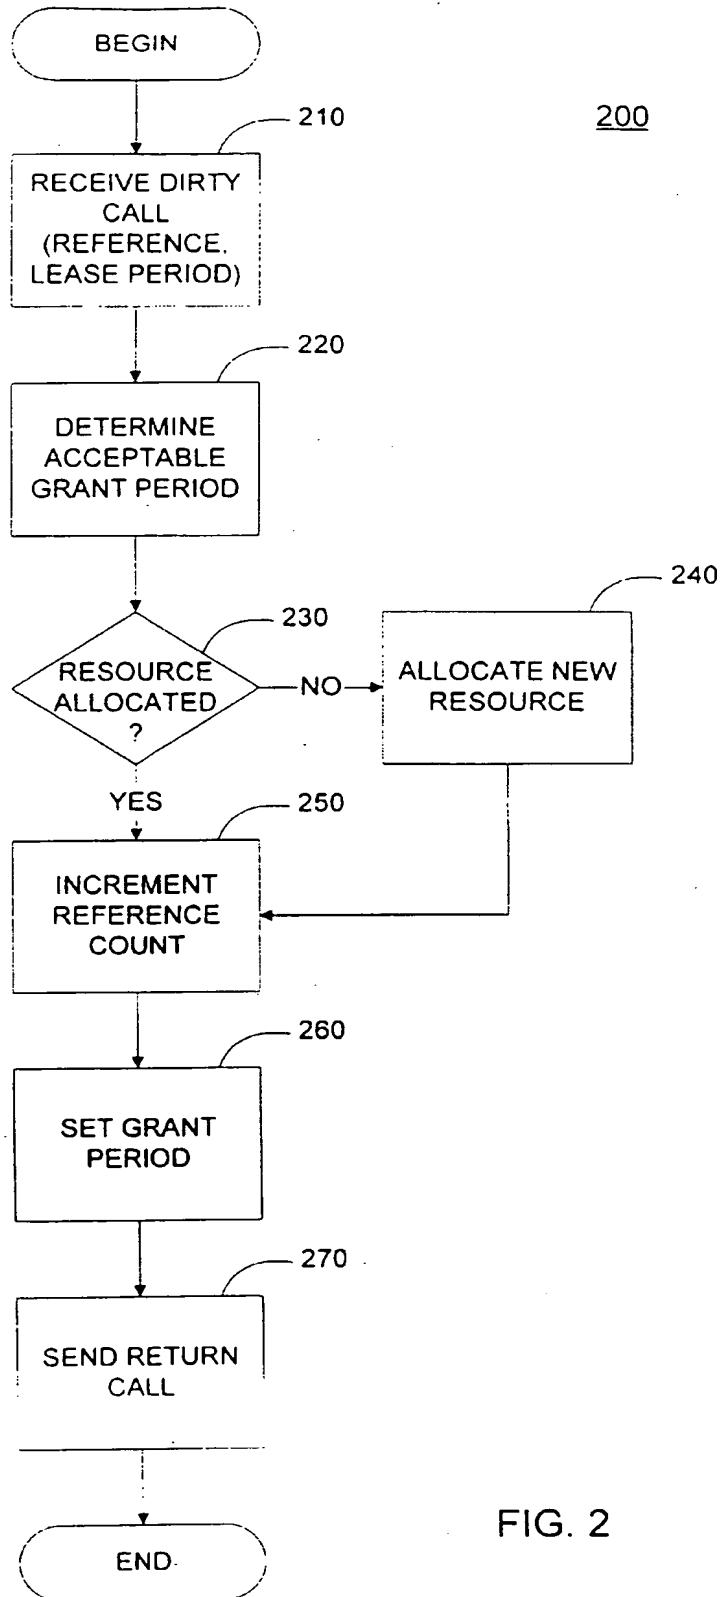 BEGIN
200
210
RECEIVE DIRTY
CALL
(REFERENCE,
LEASE PERIOD)
220
DETERMINE
ACCEPTABLE
GRANT PERIOD
230
RESOURCE
ALLOCATED
?
NO
240
ALLOCATE NEW
RESOURCE
YES
250
INCREMENT
REFERENCE
COUNT
260
SET GRANT
PERIOD
270
SEND RETURN
CALL
END
FIG. 2